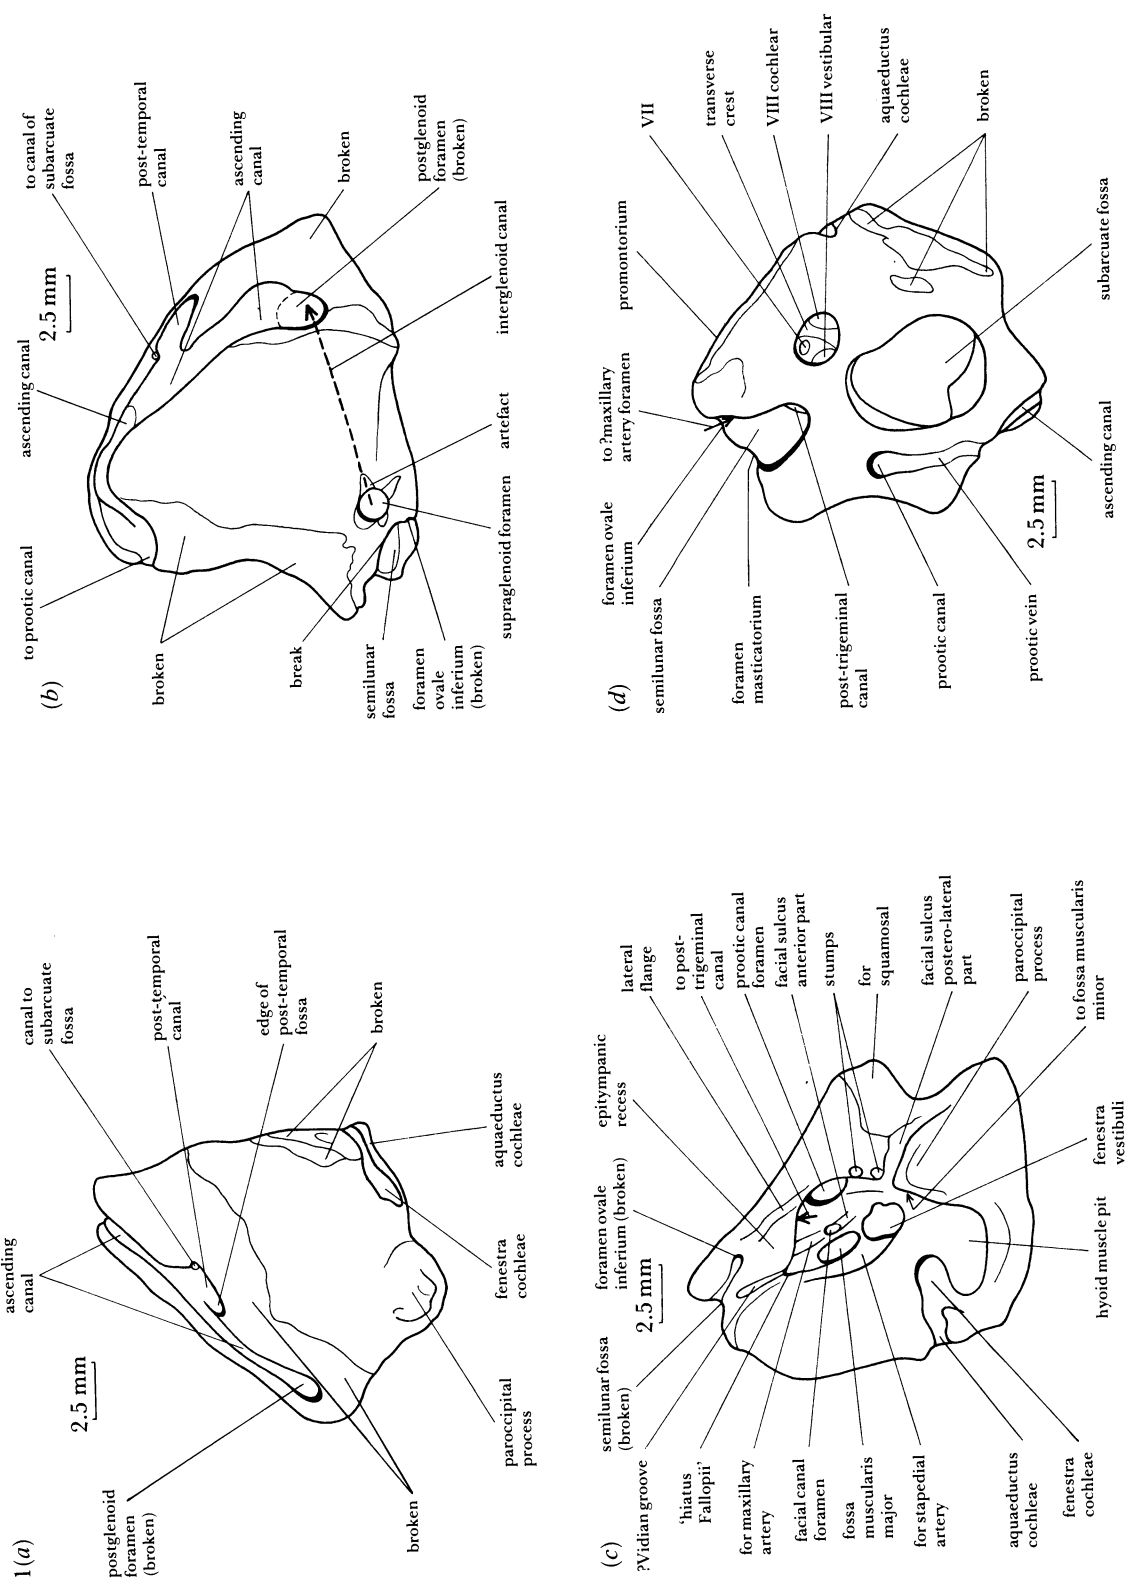 1(a)
postglenoid
foramen
(broken)
2.5 mm
ascending
canal
canal to
subarcuate
fossa
post-temporal
canal
edge of
post-temporal
fossa
broken
aquaeductus
cochleae
fenestra
cochleae
paroccipital
process
broken
(b)
to prootic canal
ascending canal
2.5 mm
to canal of
subarcuate
fossa
post-temporal
canal
ascending
canal
broken
postglenoid
foramen
(broken)
interglenoid canal
artefact
supraglenoid foramen
foramen
ovale
inferium
(broken)
semilunar
fossa
break
broken
(c)
?Vidian groove
semilunar fossa
(broken)
2.5 mm
foramen ovale
inferium (broken)
epitympanic
recess
lateral
flange
to post-
trigeminal
canal
prootic canal
foramen
facial sulcus
anterior part
stumps
for
squamosal
facial sulcus
postero-lateral
part
paroccipital
process
to fossa muscularis
minor
fenestra
vestibuli
hyoid muscle pit
fenestra
cochleae
aquaeductus
cochleae
for stapedial
artery
fossa
muscularis
major
facial canal
foramen
for maxillary
artery
'hiatus
Fallopii'
(d)
semilunar fossa
foramen ovale
inferium
to ?maxillary
artery foramen
promontorium
VII
transverse
crest
VIII cochlear
VIII vestibular
aquaeductus
cochleae
broken
subarcuate fossa
ascending canal
2.5 mm
prootic vein
prootic canal
post-trigeminal
canal
foramen
masticatorium